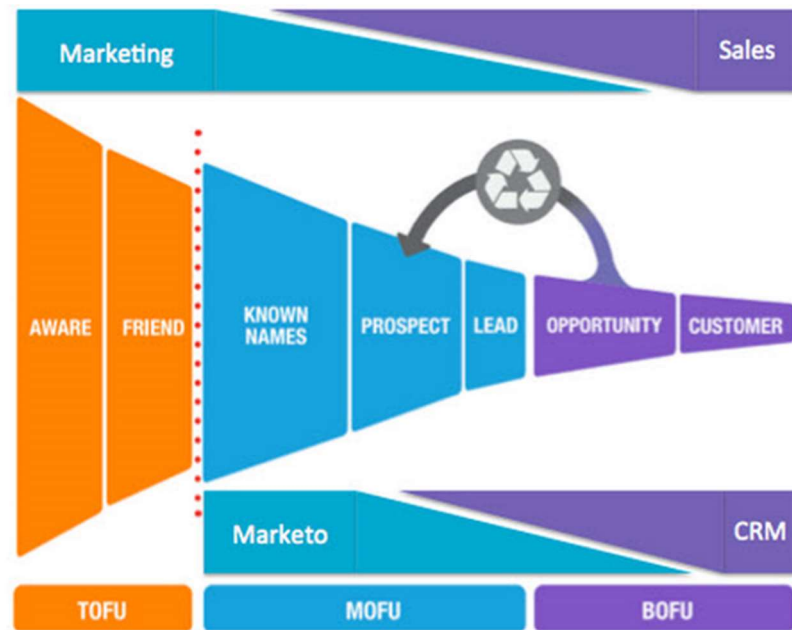 Marketing
Sales
AWARE
FRIEND
KNOWN
NAMES
PROSPECT
LEAD
OPPORTUNITY
CUSTOMER
Marketo
CRM
TOFU
MOFU
BOFU